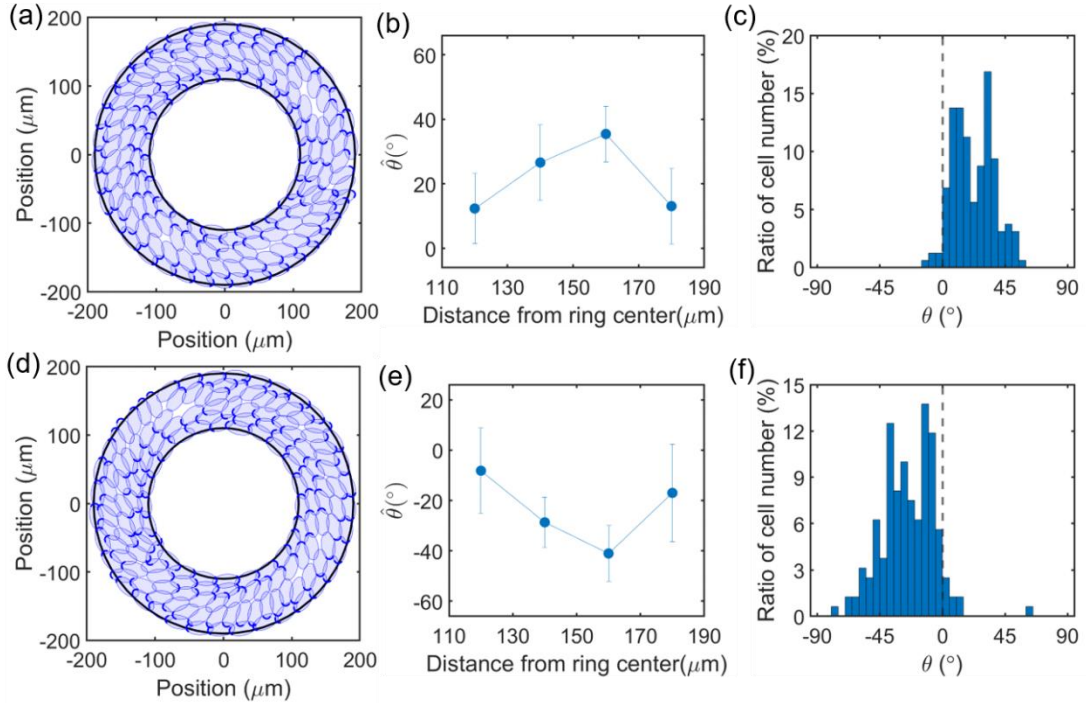 (a)
200
100
0
-100
-200
Position (μm)
-200 -100 0 100 200
Position (μm)
(b)
60
40
20
0
θ̂(°)
110 130 150 170 190
Distance from ring center(μm)
(c)
20
15
10
5
0
Ratio of cell number (%)
-90 -45 0 45 90
θ (°)
(d)
200
100
0
-100
-200
Position (μm)
-200 -100 0 100 200
Position (μm)
(e)
20
0
-20
-40
-60
θ̂(°)
110 130 150 170 190
Distance from ring center(μm)
(f)
15
12
9
6
3
0
Ratio of cell number (%)
-90 -45 0 45 90
θ (°)